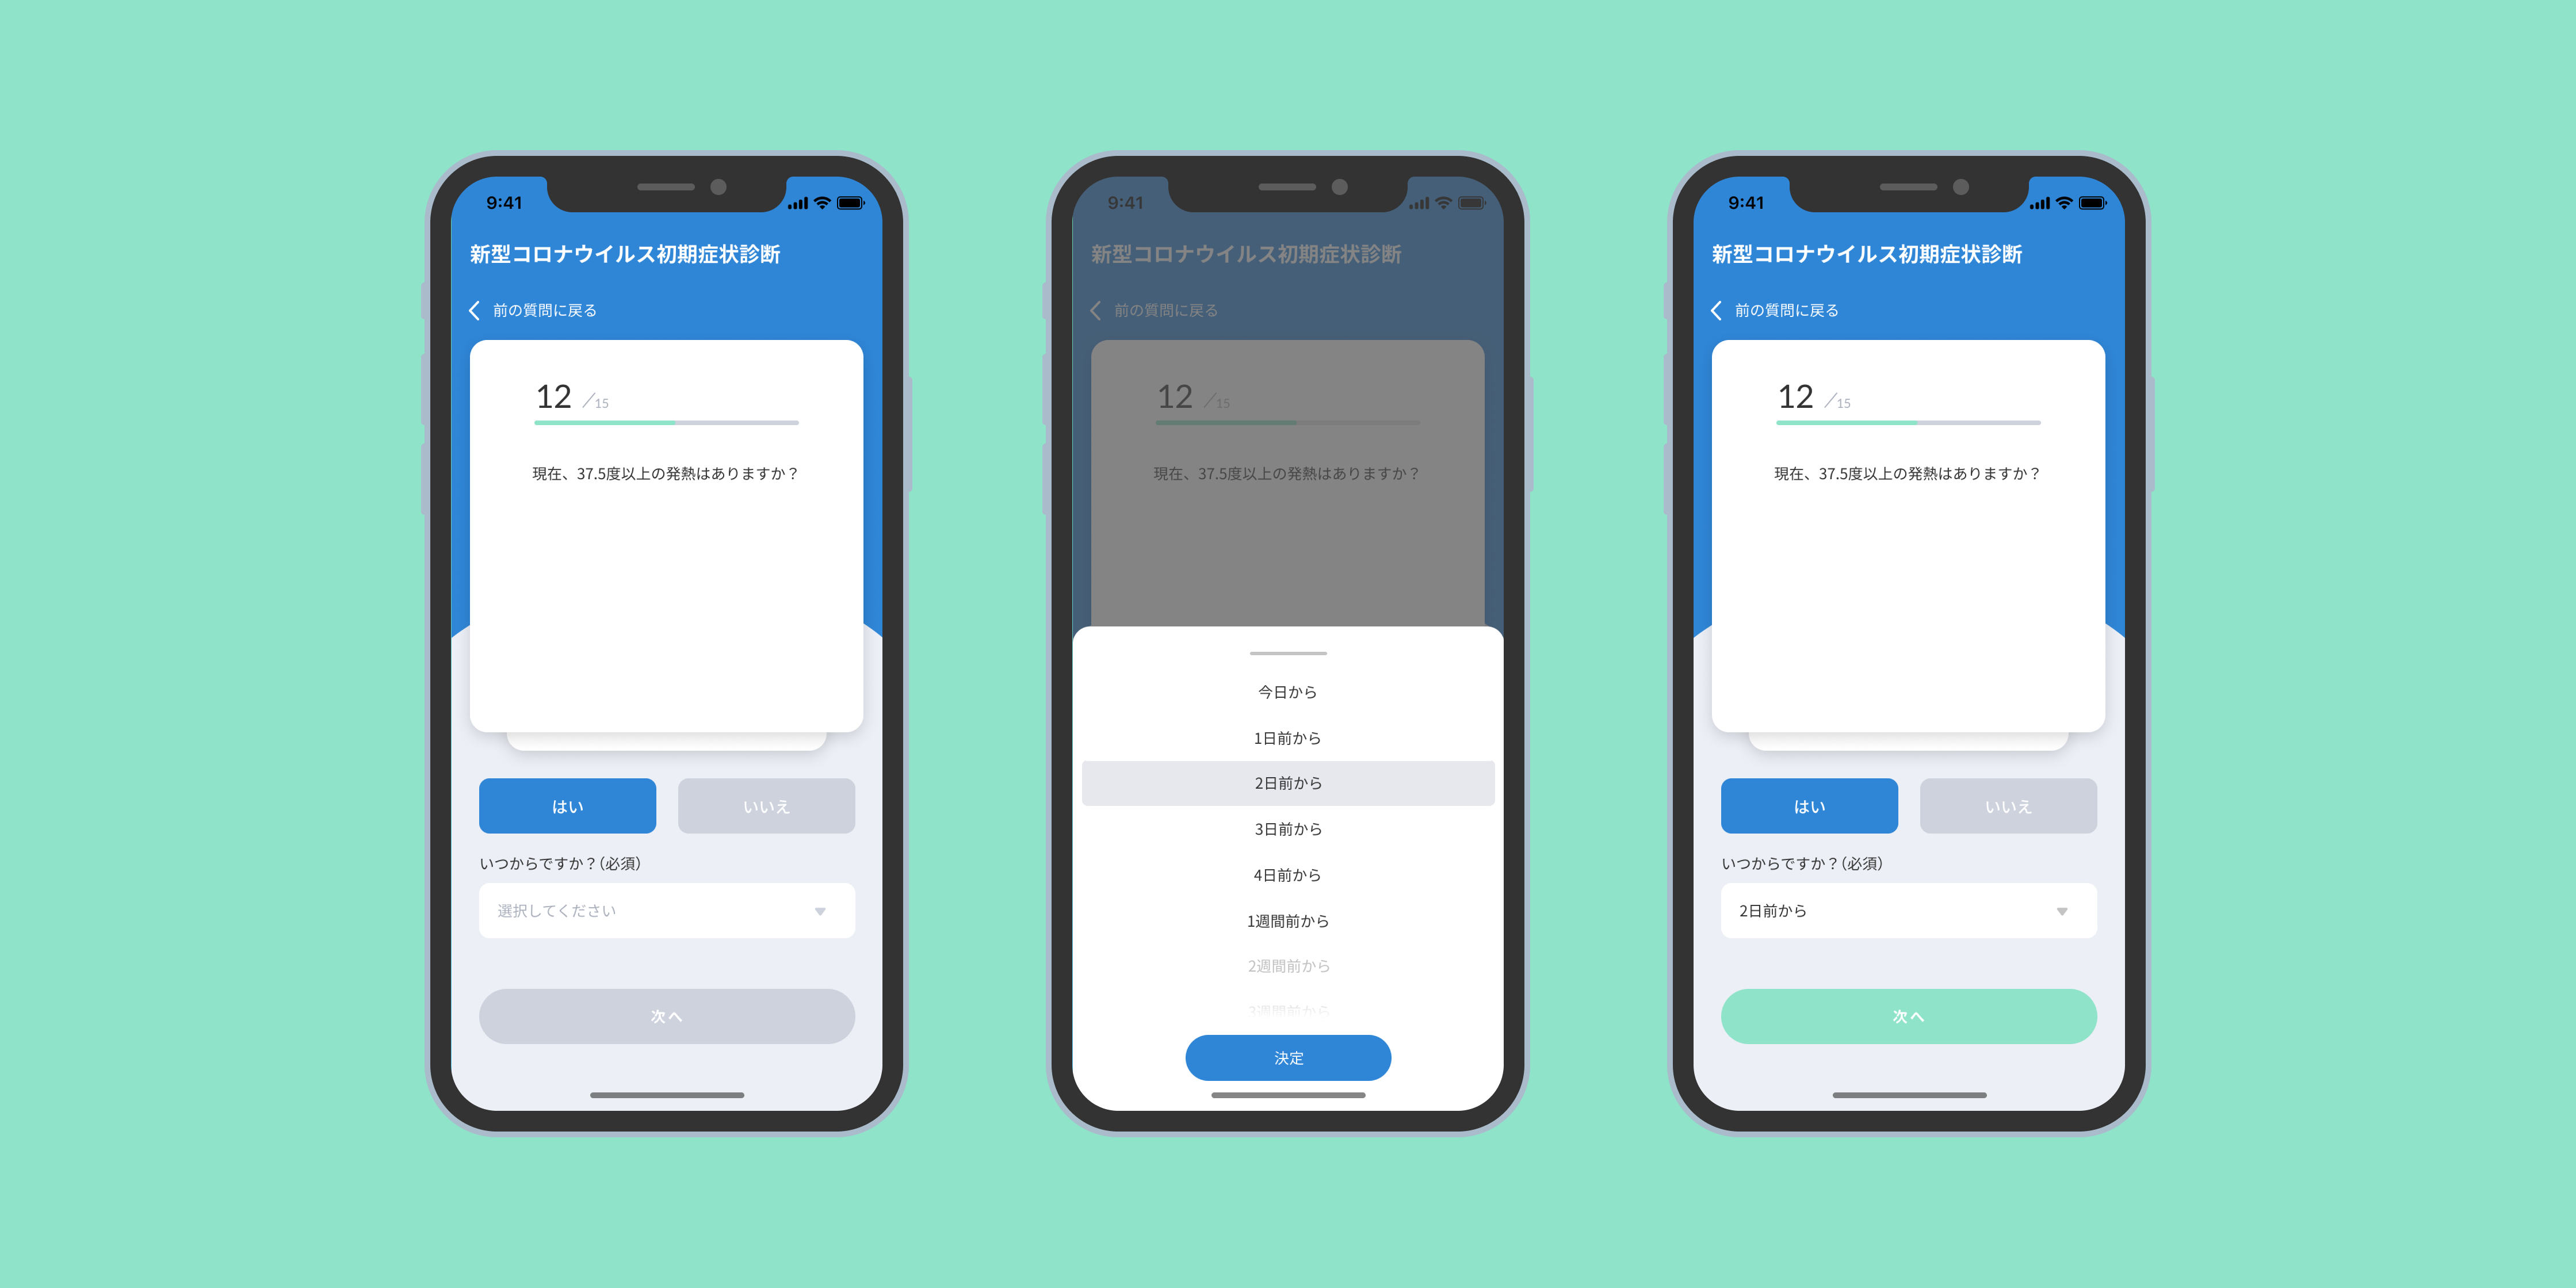 9:41
新型コロナウイルス初期症状診断
前の質問に戻る
12 /15
現在、37.5度以上の発熱はありますか？
はい
いいえ
いつからですか？（必須）
選択してください
次へ
9:41
新型コロナウイルス初期症状診断
前の質問に戻る
12 /15
現在、37.5度以上の発熱はありますか？
今日から
1日前から
2日前から
3日前から
4日前から
1週間前から
2週間前から
3週間前から
決定
9:41
新型コロナウイルス初期症状診断
前の質問に戻る
12 /15
現在、37.5度以上の発熱はありますか？
はい
いいえ
いつからですか？（必須）
2日前から
次へ